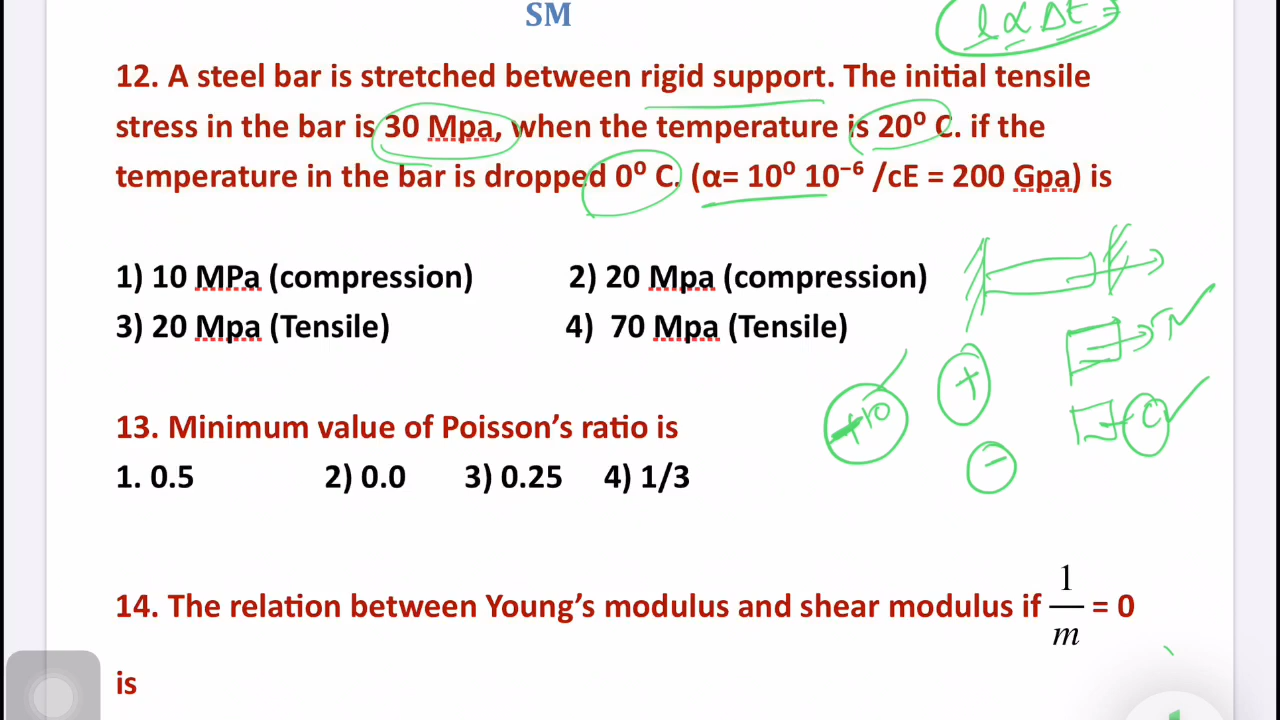 SM
l α Δt =
12. A steel bar is stretched between rigid support. The initial tensile
stress in the bar is 30 Mpa, when the temperature is 20⁰ C. if the
temperature in the bar is dropped 0⁰ C. (α= 10⁰ 10⁻⁶ /cE = 200 Gpa) is
1) 10 MPa (compression) 2) 20 Mpa (compression)
3) 20 Mpa (Tensile) 4) 70 Mpa (Tensile)
+
+10
-
13. Minimum value of Poisson’s ratio is
1. 0.5 2) 0.0 3) 0.25 4) 1/3
14. The relation between Young’s modulus and shear modulus if 1/m = 0
is